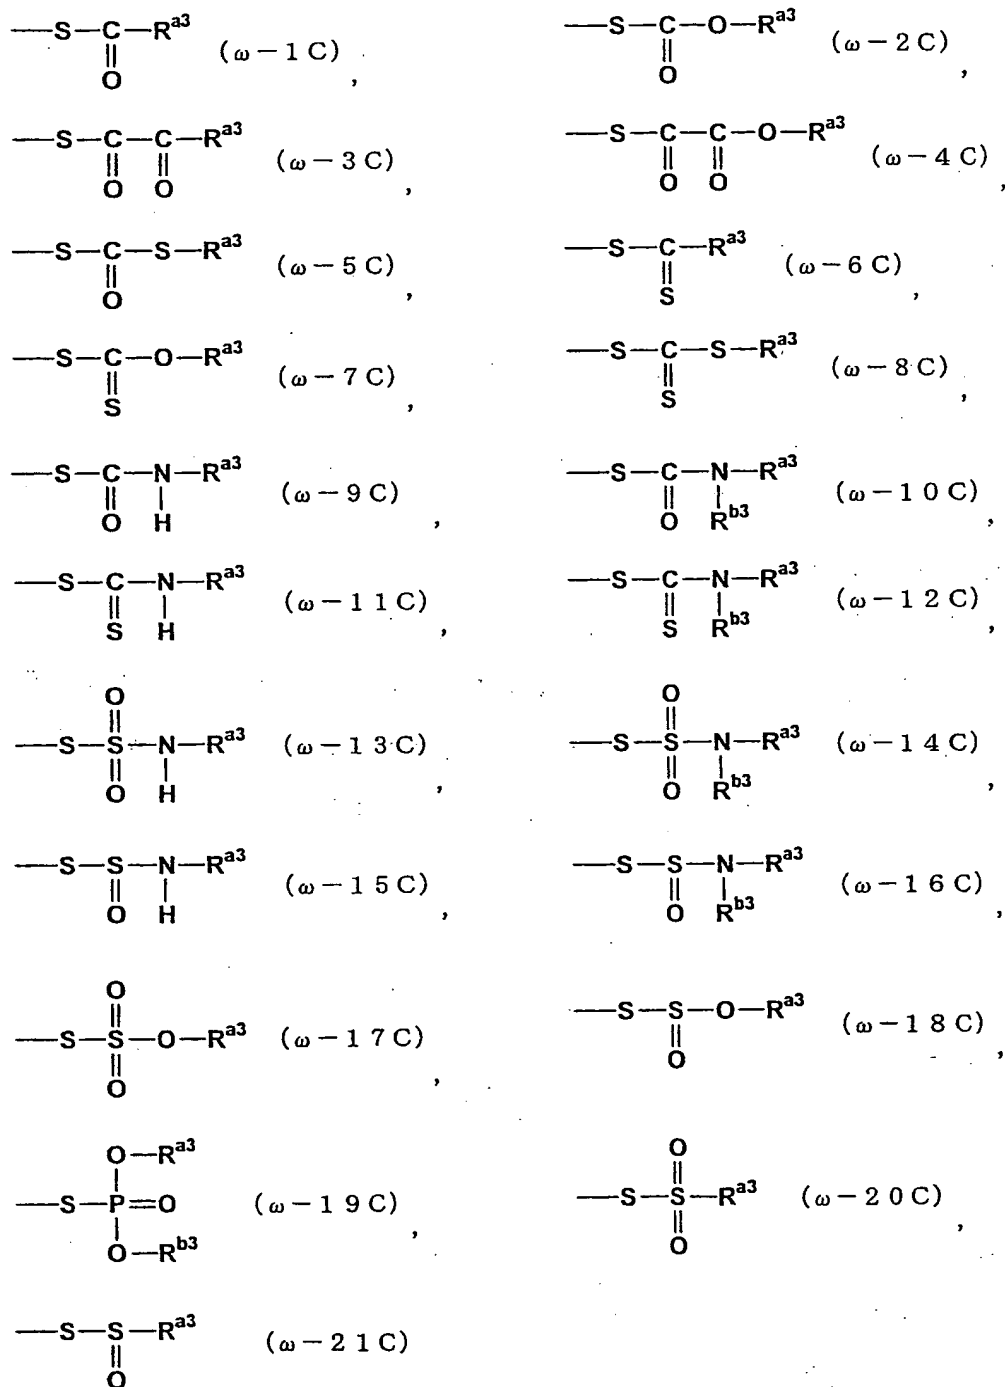 —S—C—R^a3 (ω-1C),
‖
O
—S—C—O—R^a3 (ω-2C),
‖
O
—S—C—C—R^a3 (ω-3C),
‖ ‖
O O
—S—C—C—O—R^a3 (ω-4C),
‖ ‖
O O
—S—C—S—R^a3 (ω-5C),
‖
O
—S—C—R^a3 (ω-6C),
‖
S
—S—C—O—R^a3 (ω-7C),
‖
S
—S—C—S—R^a3 (ω-8C),
‖
S
—S—C—N—R^a3 (ω-9C),
‖ |
O H
—S—C—N—R^a3 (ω-10C),
‖ |
O R^b3
—S—C—N—R^a3 (ω-11C),
‖ |
S H
—S—C—N—R^a3 (ω-12C),
‖ |
S R^b3
O
‖
—S—S—N—R^a3 (ω-13C),
‖ |
O H
O
‖
—S—S—N—R^a3 (ω-14C),
‖ |
O R^b3
—S—S—N—R^a3 (ω-15C),
‖ |
O H
—S—S—N—R^a3 (ω-16C),
‖ |
O R^b3
O
‖
—S—S—O—R^a3 (ω-17C),
‖
O
—S—S—O—R^a3 (ω-18C),
‖
O
O—R^a3
|
—S—P=O (ω-19C),
|
O—R^b3
O
‖
—S—S—R^a3 (ω-20C),
‖
O
—S—S—R^a3 (ω-21C)
‖
O